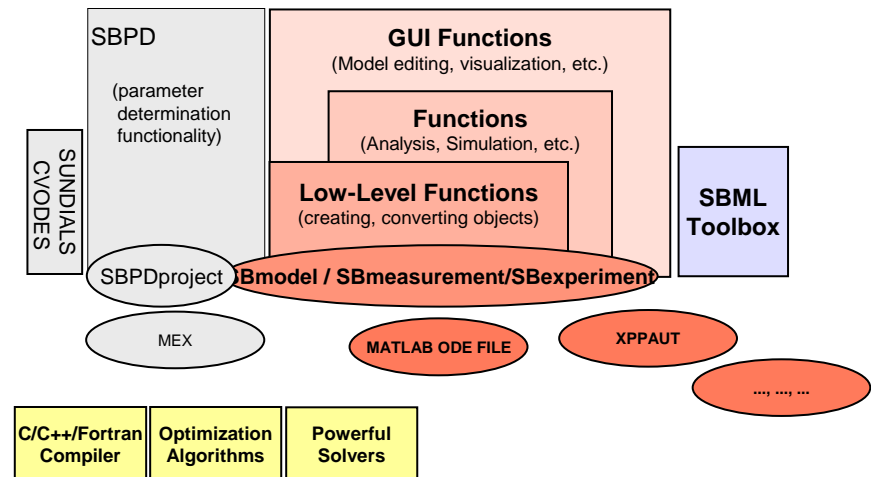 SBPD
(parameter
determination
functionality)
SUNDIALS
CVODES
GUI Functions
(Model editing, visualization, etc.)
Functions
(Analysis, Simulation, etc.)
Low-Level Functions
(creating, converting objects)
SBML
Toolbox
SBPDproject
SBmodel / SBmeasurement/SBexperiment
MEX
MATLAB ODE FILE
XPPAUT
..., ..., ...
C/C++/Fortran
Compiler
Optimization
Algorithms
Powerful
Solvers